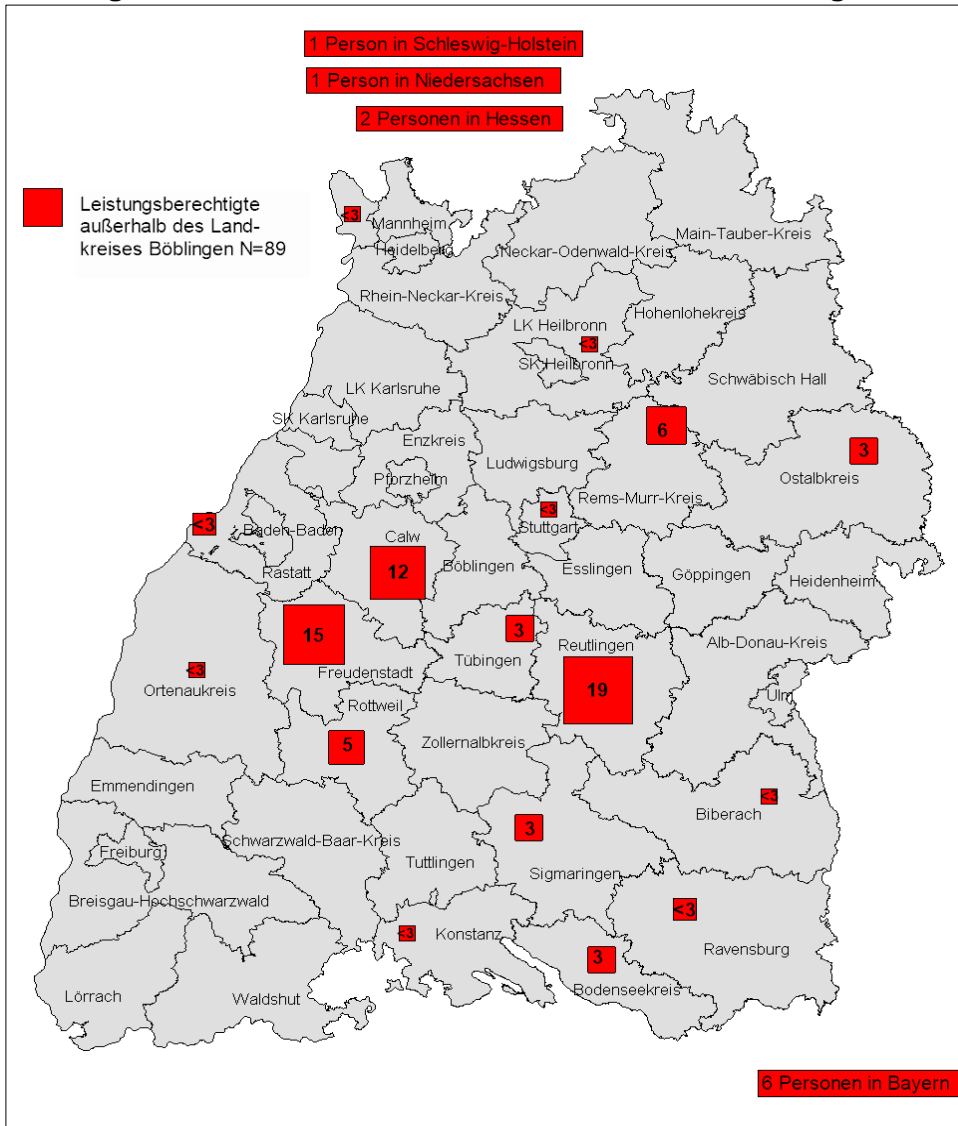 1 Person in Schleswig-Holstein
1 Person in Niedersachsen
2 Personen in Hessen
Leistungsberechtigte
außerhalb des Land-
kreises Böblingen N=89
<3
Mannheim
Heidelberg
Neckar-Odenwald-Kreis
Main-Tauber-Kreis
Rhein-Neckar-Kreis
Hohenlohekreis
LK Heilbronn
<3
SK Heilbronn
Schwäbisch Hall
LK Karlsruhe
SK Karlsruhe
6
Enzkreis
3
Ludwigsburg
Ostalbkreis
Pforzheim
Rems-Murr-Kreis
<3
<3
Stuttgart
Baden-Baden
Calw
Böblingen
Esslingen
Göppingen
Heidenheim
12
Rastatt
15
3
Reutlingen
Alb-Donau-Kreis
Tübingen
<3
Freudenstadt
Ortenaukreis
19
Ulm
Rottweil
5
Zollernalbkreis
Emmendingen
<3
Biberach
3
Schwarzwald-Baar-Kreis
Freiburg
Tuttlingen
Sigmaringen
Breisgau-Hochschwarzwald
<3
<3
Konstanz
Ravensburg
3
Bodenseekreis
Lörrach
Waldshut
6 Personen in Bayern